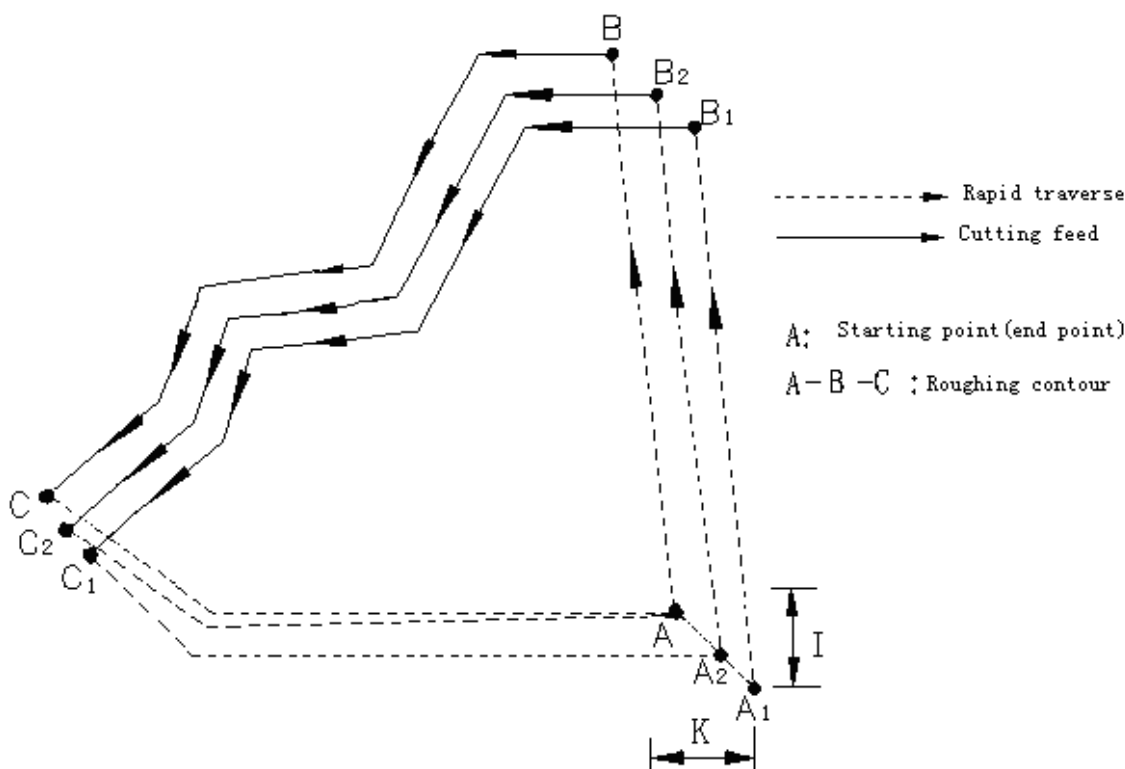 B
B2
B1
Rapid traverse
Cutting feed
A: Starting point(end point)
A-B-C : Roughing contour
C
C2
C1
A
A2
I
A1
K